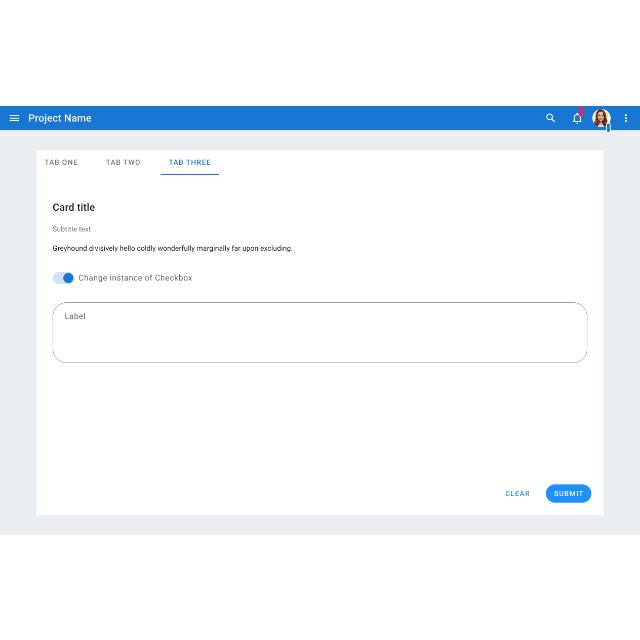 Project Name
TAB ONE TAB TWO TAB THREE
Card title
Subtitle text
Greyhound divisively hello coldly wonderfully marginally far upon excluding.
Change instance of Checkbox
Label
CLEAR SUBMIT